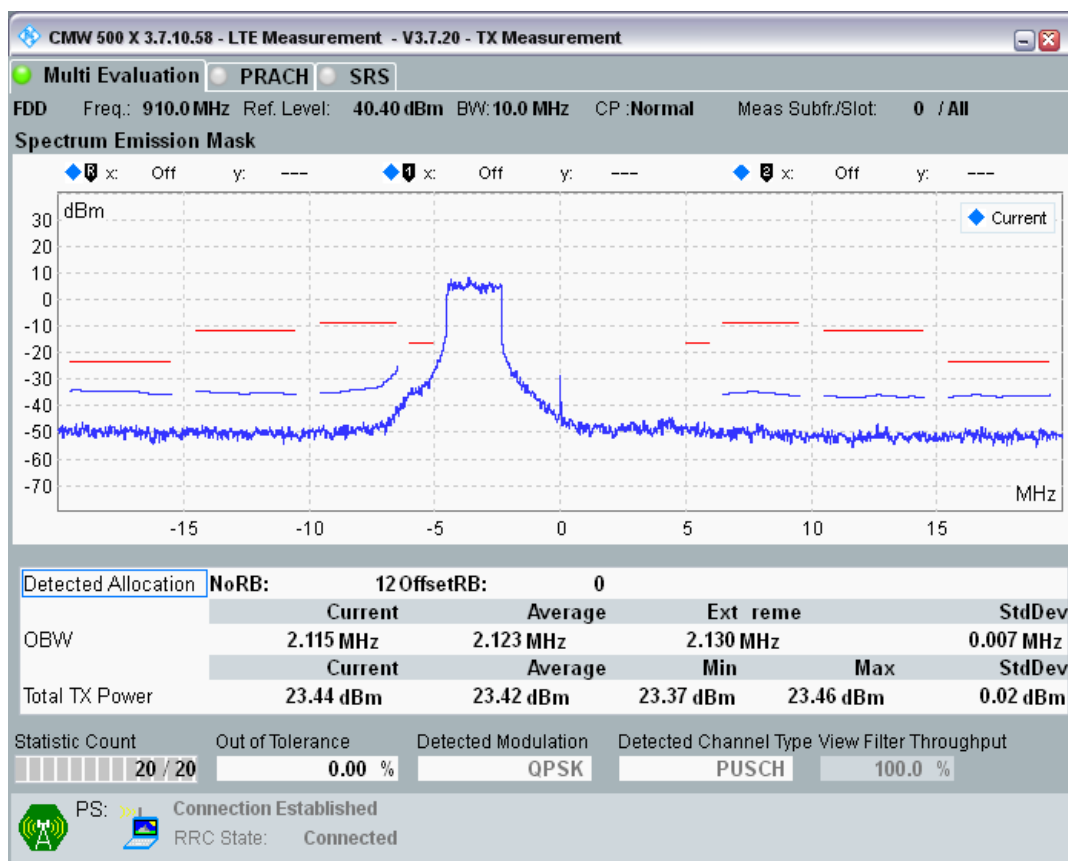 CMW 500 X 3.7.10.58 - LTE Measurement - V3.7.20 - TX Measurement
Multi Evaluation PRACH SRS
FDD Freq.: 910.0 MHz Ref. Level: 40.40 dBm BW: 10.0 MHz CP :Normal Meas Subfr./Slot: 0 / All
Spectrum Emission Mask
R x: Off y: --- 1 x: Off y: --- 2 x: Off y: ---
dBm
Current
30
20
10
0
-10
-20
-30
-40
-50
-60
-70
MHz
-15 -10 -5 0 5 10 15
Detected Allocation NoRB: 12 OffsetRB: 0
Current Average Ext reme StdDev
OBW 2.115 MHz 2.123 MHz 2.130 MHz 0.007 MHz
Current Average Min Max StdDev
Total TX Power 23.44 dBm 23.42 dBm 23.37 dBm 23.46 dBm 0.02 dBm
Statistic Count Out of Tolerance Detected Modulation Detected Channel Type View Filter Throughput
20 / 20 0.00 % QPSK PUSCH 100.0 %
PS: Connection Established
RRC State: Connected